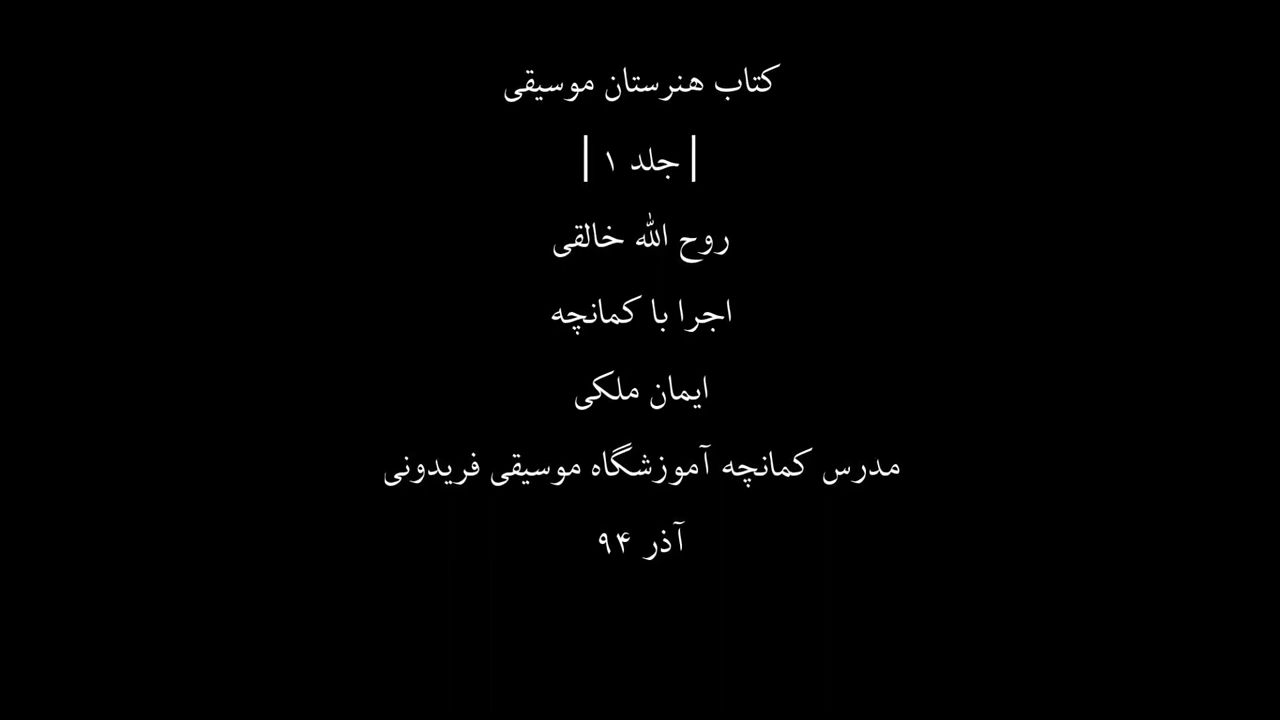 کتاب هنرستان موسیقی
| جلد ۱ |
روح الله خالقی
اجرا با کمانچه
ایمان ملکی
مدرس کمانچه آموزشگاه موسیقی فریدونی
آذر ۹۴